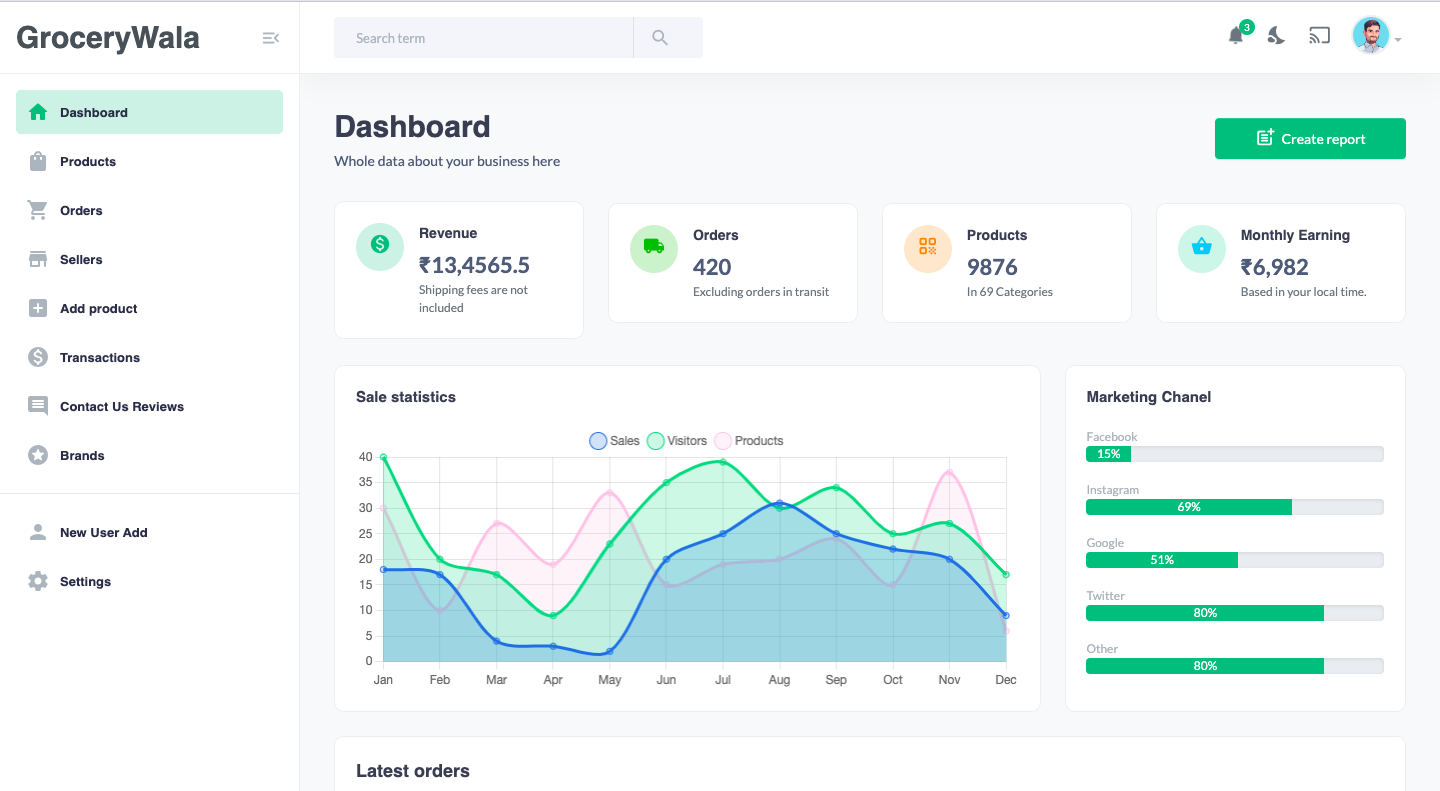 GroceryWala
Search term
3
Dashboard
Products
Orders
Sellers
Add product
Transactions
Contact Us Reviews
Brands
New User Add
Settings
Dashboard
Whole data about your business here
Create report
Revenue
₹13,4565.5
Shipping fees are not
included
Orders
420
Excluding orders in transit
Products
9876
In 69 Categories
Monthly Earning
₹6,982
Based in your local time.
Sale statistics
Sales Visitors Products
40
35
30
25
20
15
10
5
0
Jan Feb Mar Apr May Jun Jul Aug Sep Oct Nov Dec
Marketing Chanel
Facebook
15%
Instagram
69%
Google
51%
Twitter
80%
Other
80%
Latest orders